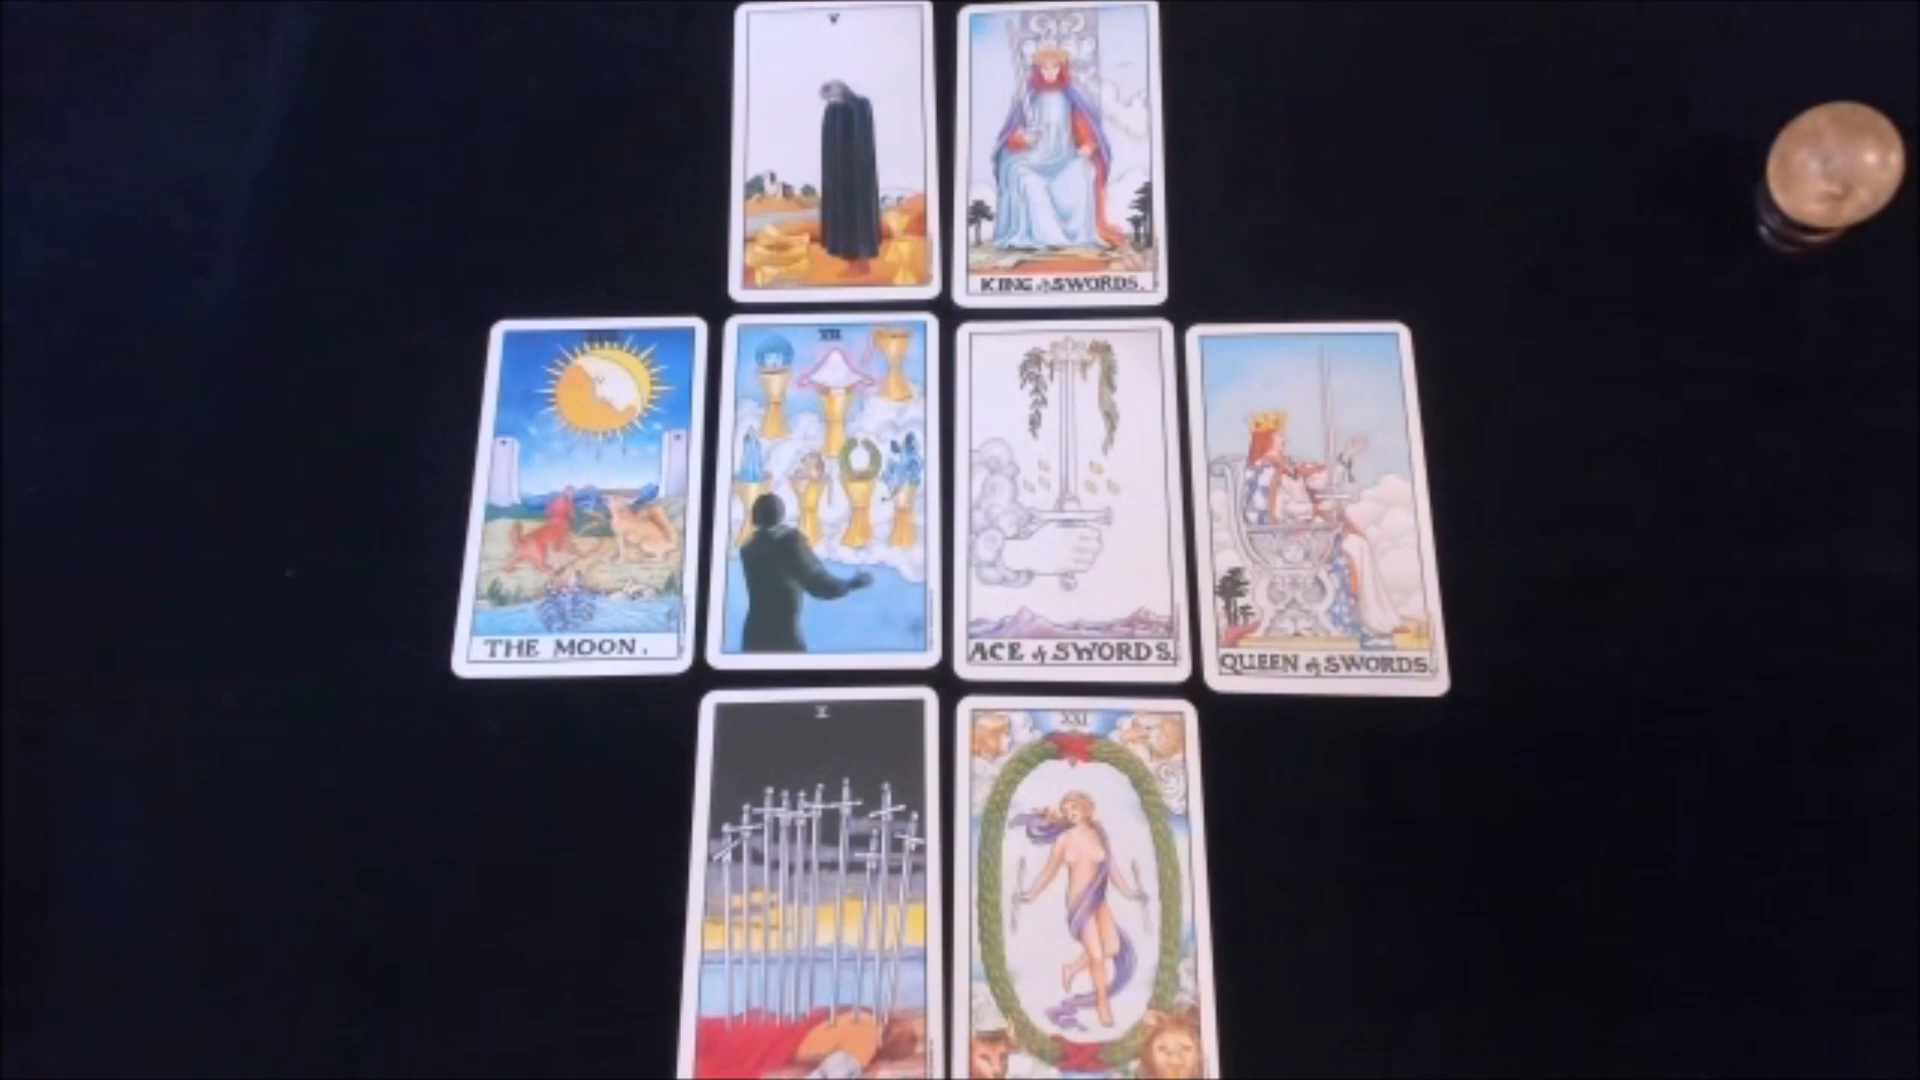 V
KING of SWORDS.
VII
THE MOON.
ACE of SWORDS.
QUEEN of SWORDS.
X
XXI